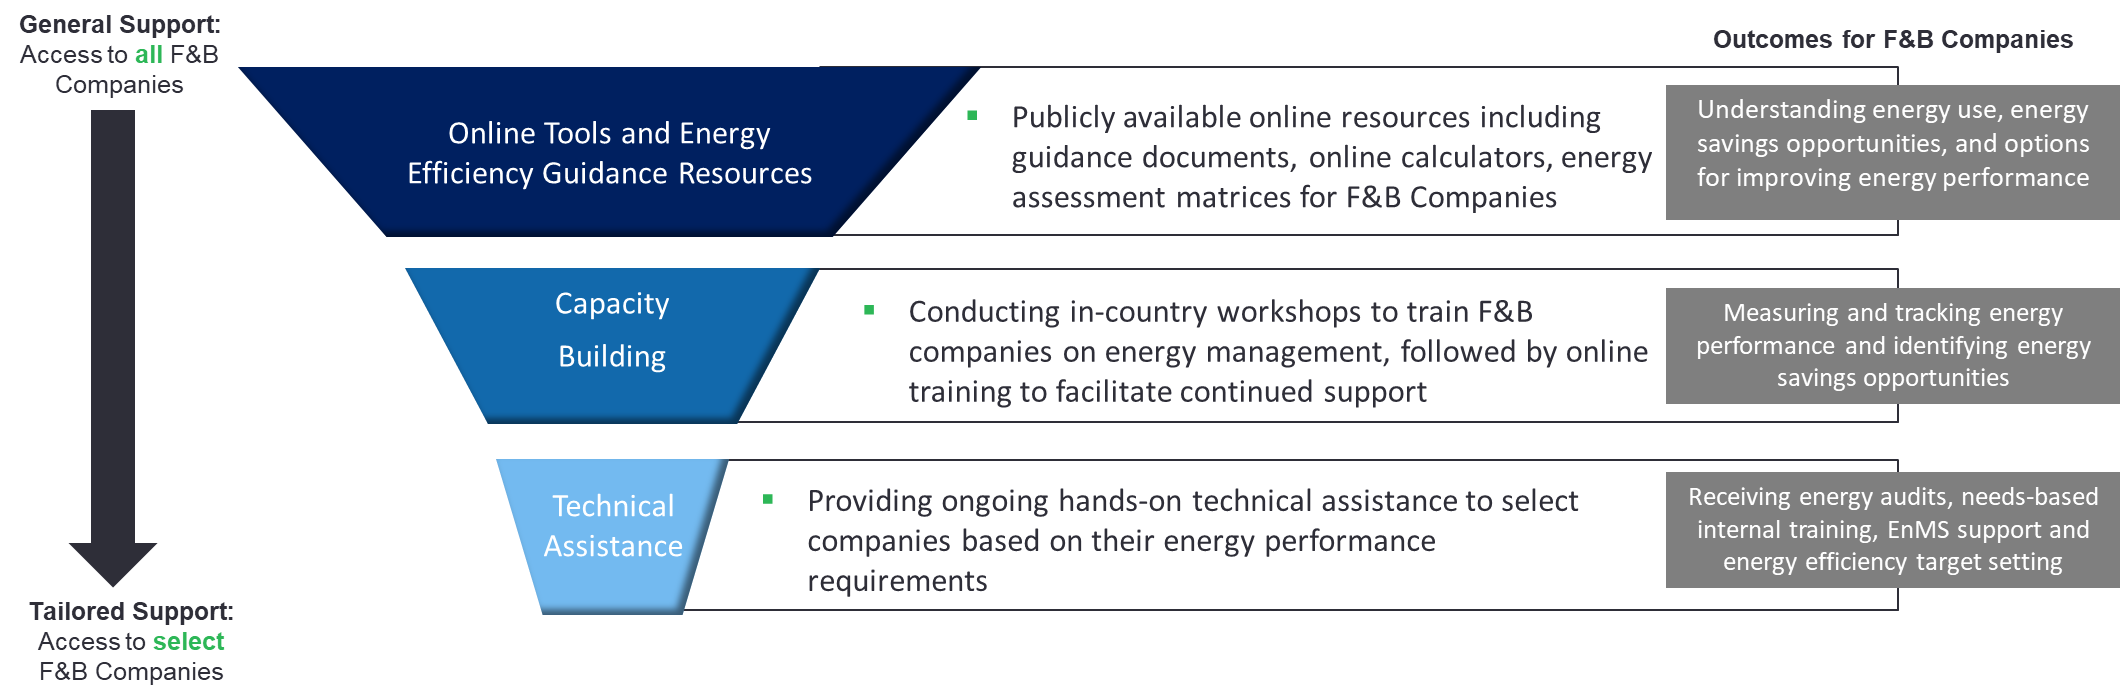 General Support:
Access to all F&B
Companies
Outcomes for F&B Companies
Online Tools and Energy
Efficiency Guidance Resources
▪ Publicly available online resources including
guidance documents, online calculators, energy
assessment matrices for F&B Companies
Understanding energy use, energy
savings opportunities, and options
for improving energy performance
Capacity
Building
▪ Conducting in-country workshops to train F&B
companies on energy management, followed by online
training to facilitate continued support
Measuring and tracking energy
performance and identifying energy
savings opportunities
Technical
Assistance
▪ Providing ongoing hands-on technical assistance to select
companies based on their energy performance
requirements
Receiving energy audits, needs-based
internal training, EnMS support and
energy efficiency target setting
Tailored Support:
Access to select
F&B Companies